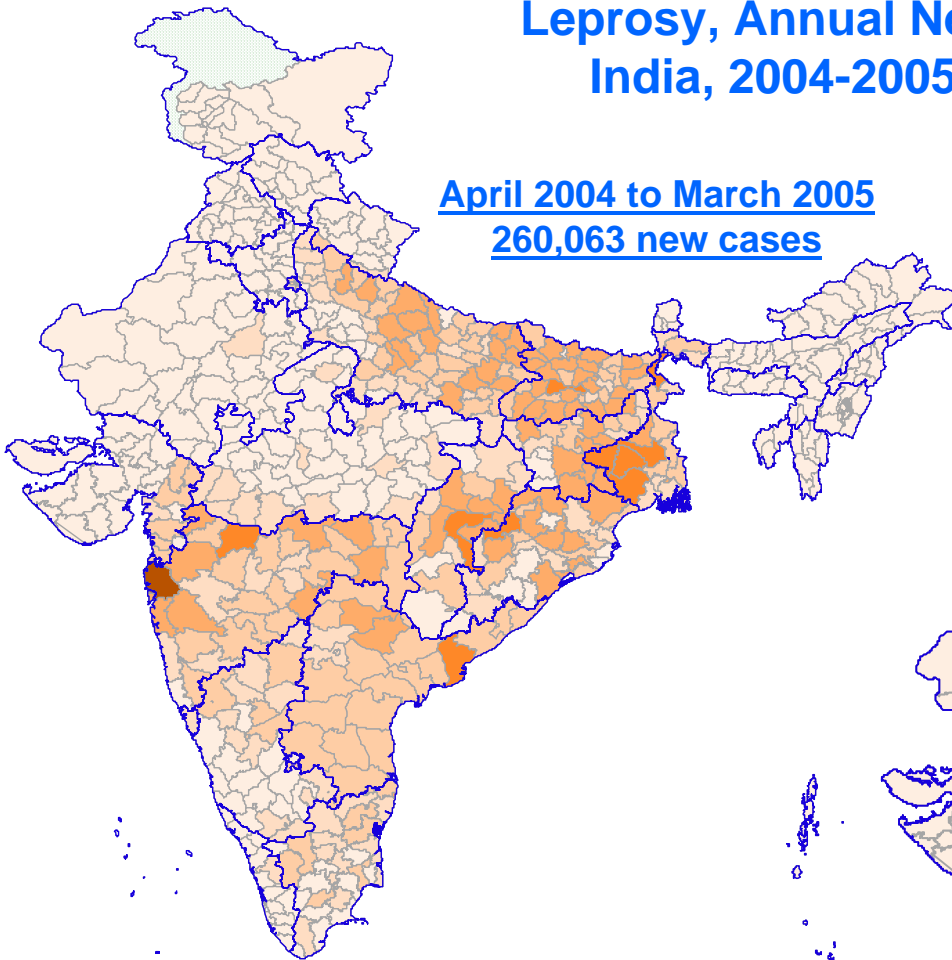 Leprosy, Annual
India, 2004-2005
April 2004 to March 2005
260,063 new cases